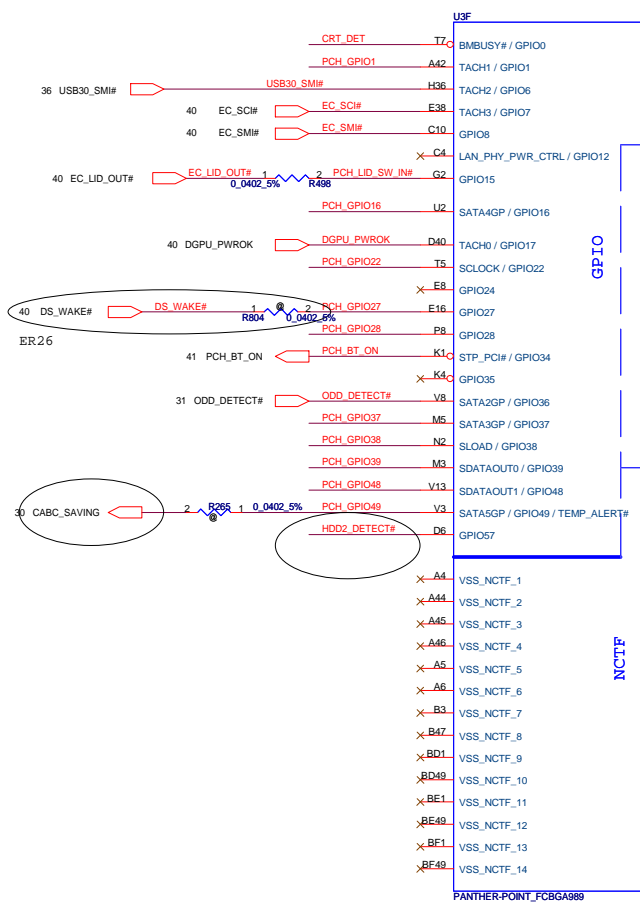 U3F
CRT_DET T7 BMBUSY# / GPIO0
PCH_GPIO1 A42 TACH1 / GPIO1
36 USB30_SMI# USB30_SMI# H36 TACH2 / GPIO6
40 EC_SCI# EC_SCI# E38 TACH3 / GPIO7
40 EC_SMI# EC_SMI# C10 GPIO8
C4 LAN_PHY_PWR_CTRL / GPIO12
40 EC_LID_OUT# EC_LID_OUT# 1 2 PCH_LID_SW_IN# G2 GPIO15
0_0402_5% R498
PCH_GPIO16 U2 SATA4GP / GPIO16
40 DGPU_PWROK DGPU_PWROK D40 TACH0 / GPIO17
PCH_GPIO22 T5 SCLOCK / GPIO22
GPIO
E8 GPIO24
40 DS_WAKE# DS_WAKE# 1 @ 2 PCH_GPIO27 E16 GPIO27
R804 0_0402_5%
ER26
PCH_GPIO28 P8 GPIO28
41 PCH_BT_ON PCH_BT_ON K1 STP_PCI# / GPIO34
K4 GPIO35
31 ODD_DETECT# ODD_DETECT# V8 SATA2GP / GPIO36
PCH_GPIO37 M5 SATA3GP / GPIO37
PCH_GPIO38 N2 SLOAD / GPIO38
PCH_GPIO39 M3 SDATAOUT0 / GPIO39
PCH_GPIO48 V13 SDATAOUT1 / GPIO48
30 CABC_SAVING 2 R265 1 0_0402_5% PCH_GPIO49 V3 SATA5GP / GPIO49 / TEMP_ALERT#
@
HDD2_DETECT# D6 GPIO57
A4 VSS_NCTF_1
A44 VSS_NCTF_2
A45 VSS_NCTF_3
A46 VSS_NCTF_4
NCTF
A5 VSS_NCTF_5
A6 VSS_NCTF_6
B3 VSS_NCTF_7
B47 VSS_NCTF_8
BD1 VSS_NCTF_9
BD49 VSS_NCTF_10
BE1 VSS_NCTF_11
BE49 VSS_NCTF_12
BF1 VSS_NCTF_13
BF49 VSS_NCTF_14
PANTHER-POINT_FCBGA989